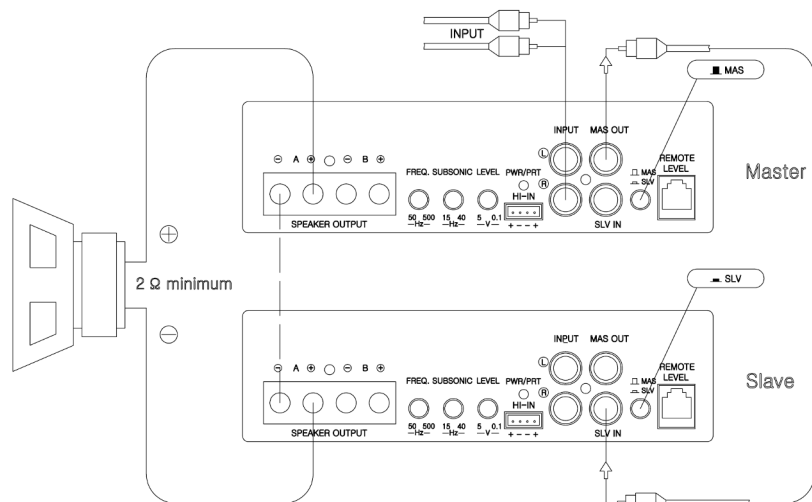 INPUT
MAS
INPUT MAS OUT
⊖ A ⊕ ⊖ B ⊕
L
REMOTE
LEVEL
FREQ. SUBSONIC LEVEL PWR/PRT
MAS
SLV
Master
R
HI-IN
50 500
-Hz-
15 40
-Hz-
5 0.1
-V-
+ - - +
SPEAKER OUTPUT
SLV IN
⊕
2 Ω minimum
⊖
SLV
INPUT MAS OUT
⊖ A ⊕ ⊖ B ⊕
L
REMOTE
LEVEL
FREQ. SUBSONIC LEVEL PWR/PRT
MAS
SLV
Slave
R
HI-IN
50 500
-Hz-
15 40
-Hz-
5 0.1
-V-
+ - - +
SPEAKER OUTPUT
SLV IN